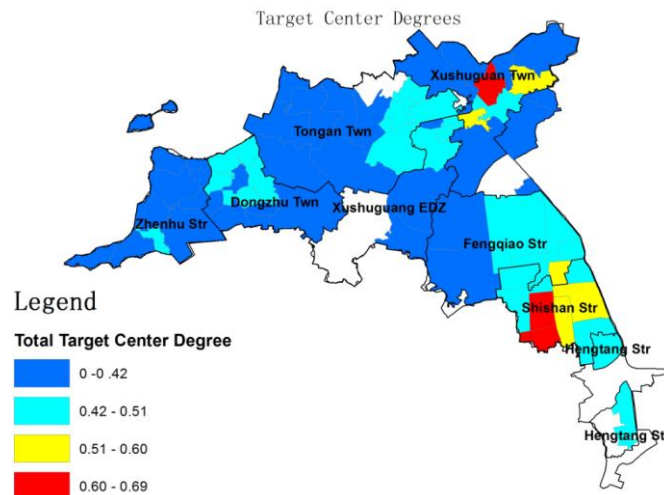 Target Center Degrees
Xushuguan Twn
Tongan Twn
Dongzhu Twn
Xushuguang EDZ
Zhenhu Str
Fengqiao Str
Shishan Str
Hengtang Str
Hengtang St
Legend
Total Target Center Degree
0 -0 .42
0.42 - 0.51
0.51 - 0.60
0.60 - 0.69